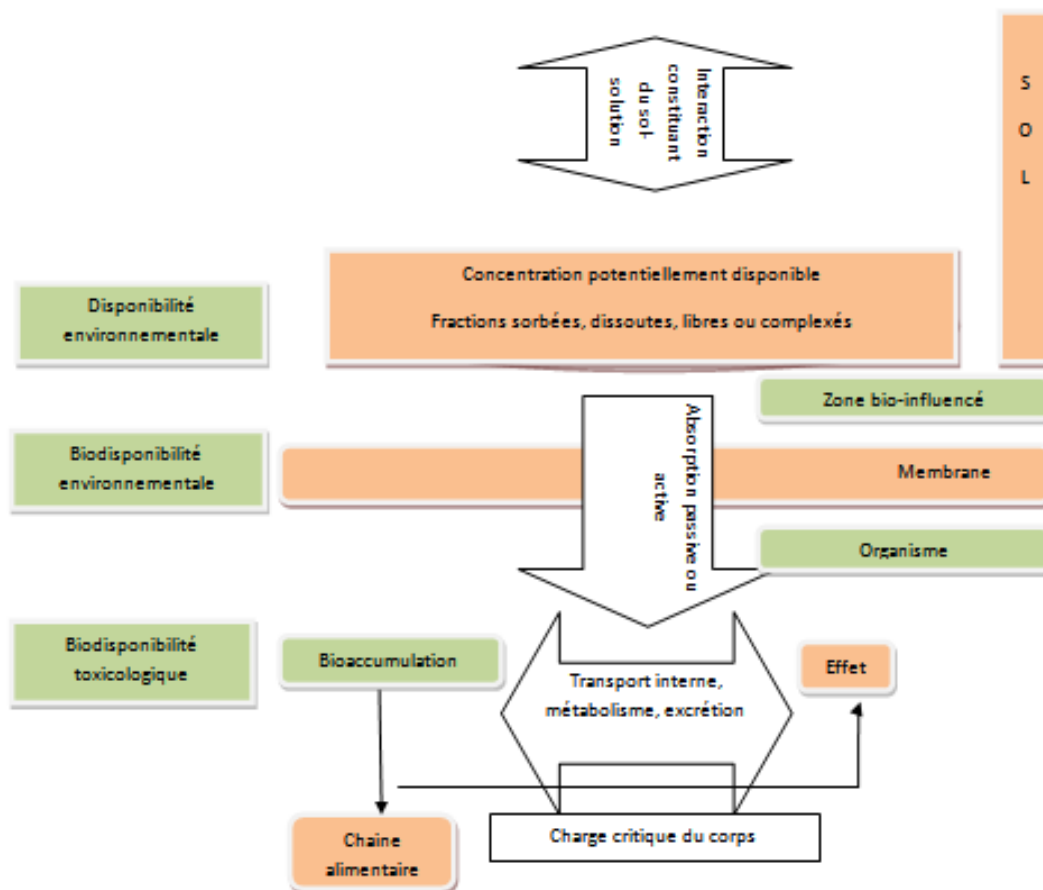 Interaction
constituant
du sol-
solution
S
O
L
Concentration potentiellement disponible
Fractions sorbées, dissoutes, libres ou complexés
Disponibilité
environnementale
Zone bio-influencé
Absorption passive ou
active
Biodisponibilité
environnementale
Membrane
Organisme
Biodisponibilité
toxicologique
Bioaccumulation
Transport interne,
métabolisme, excrétion
Effet
Chaine
alimentaire
Charge critique du corps